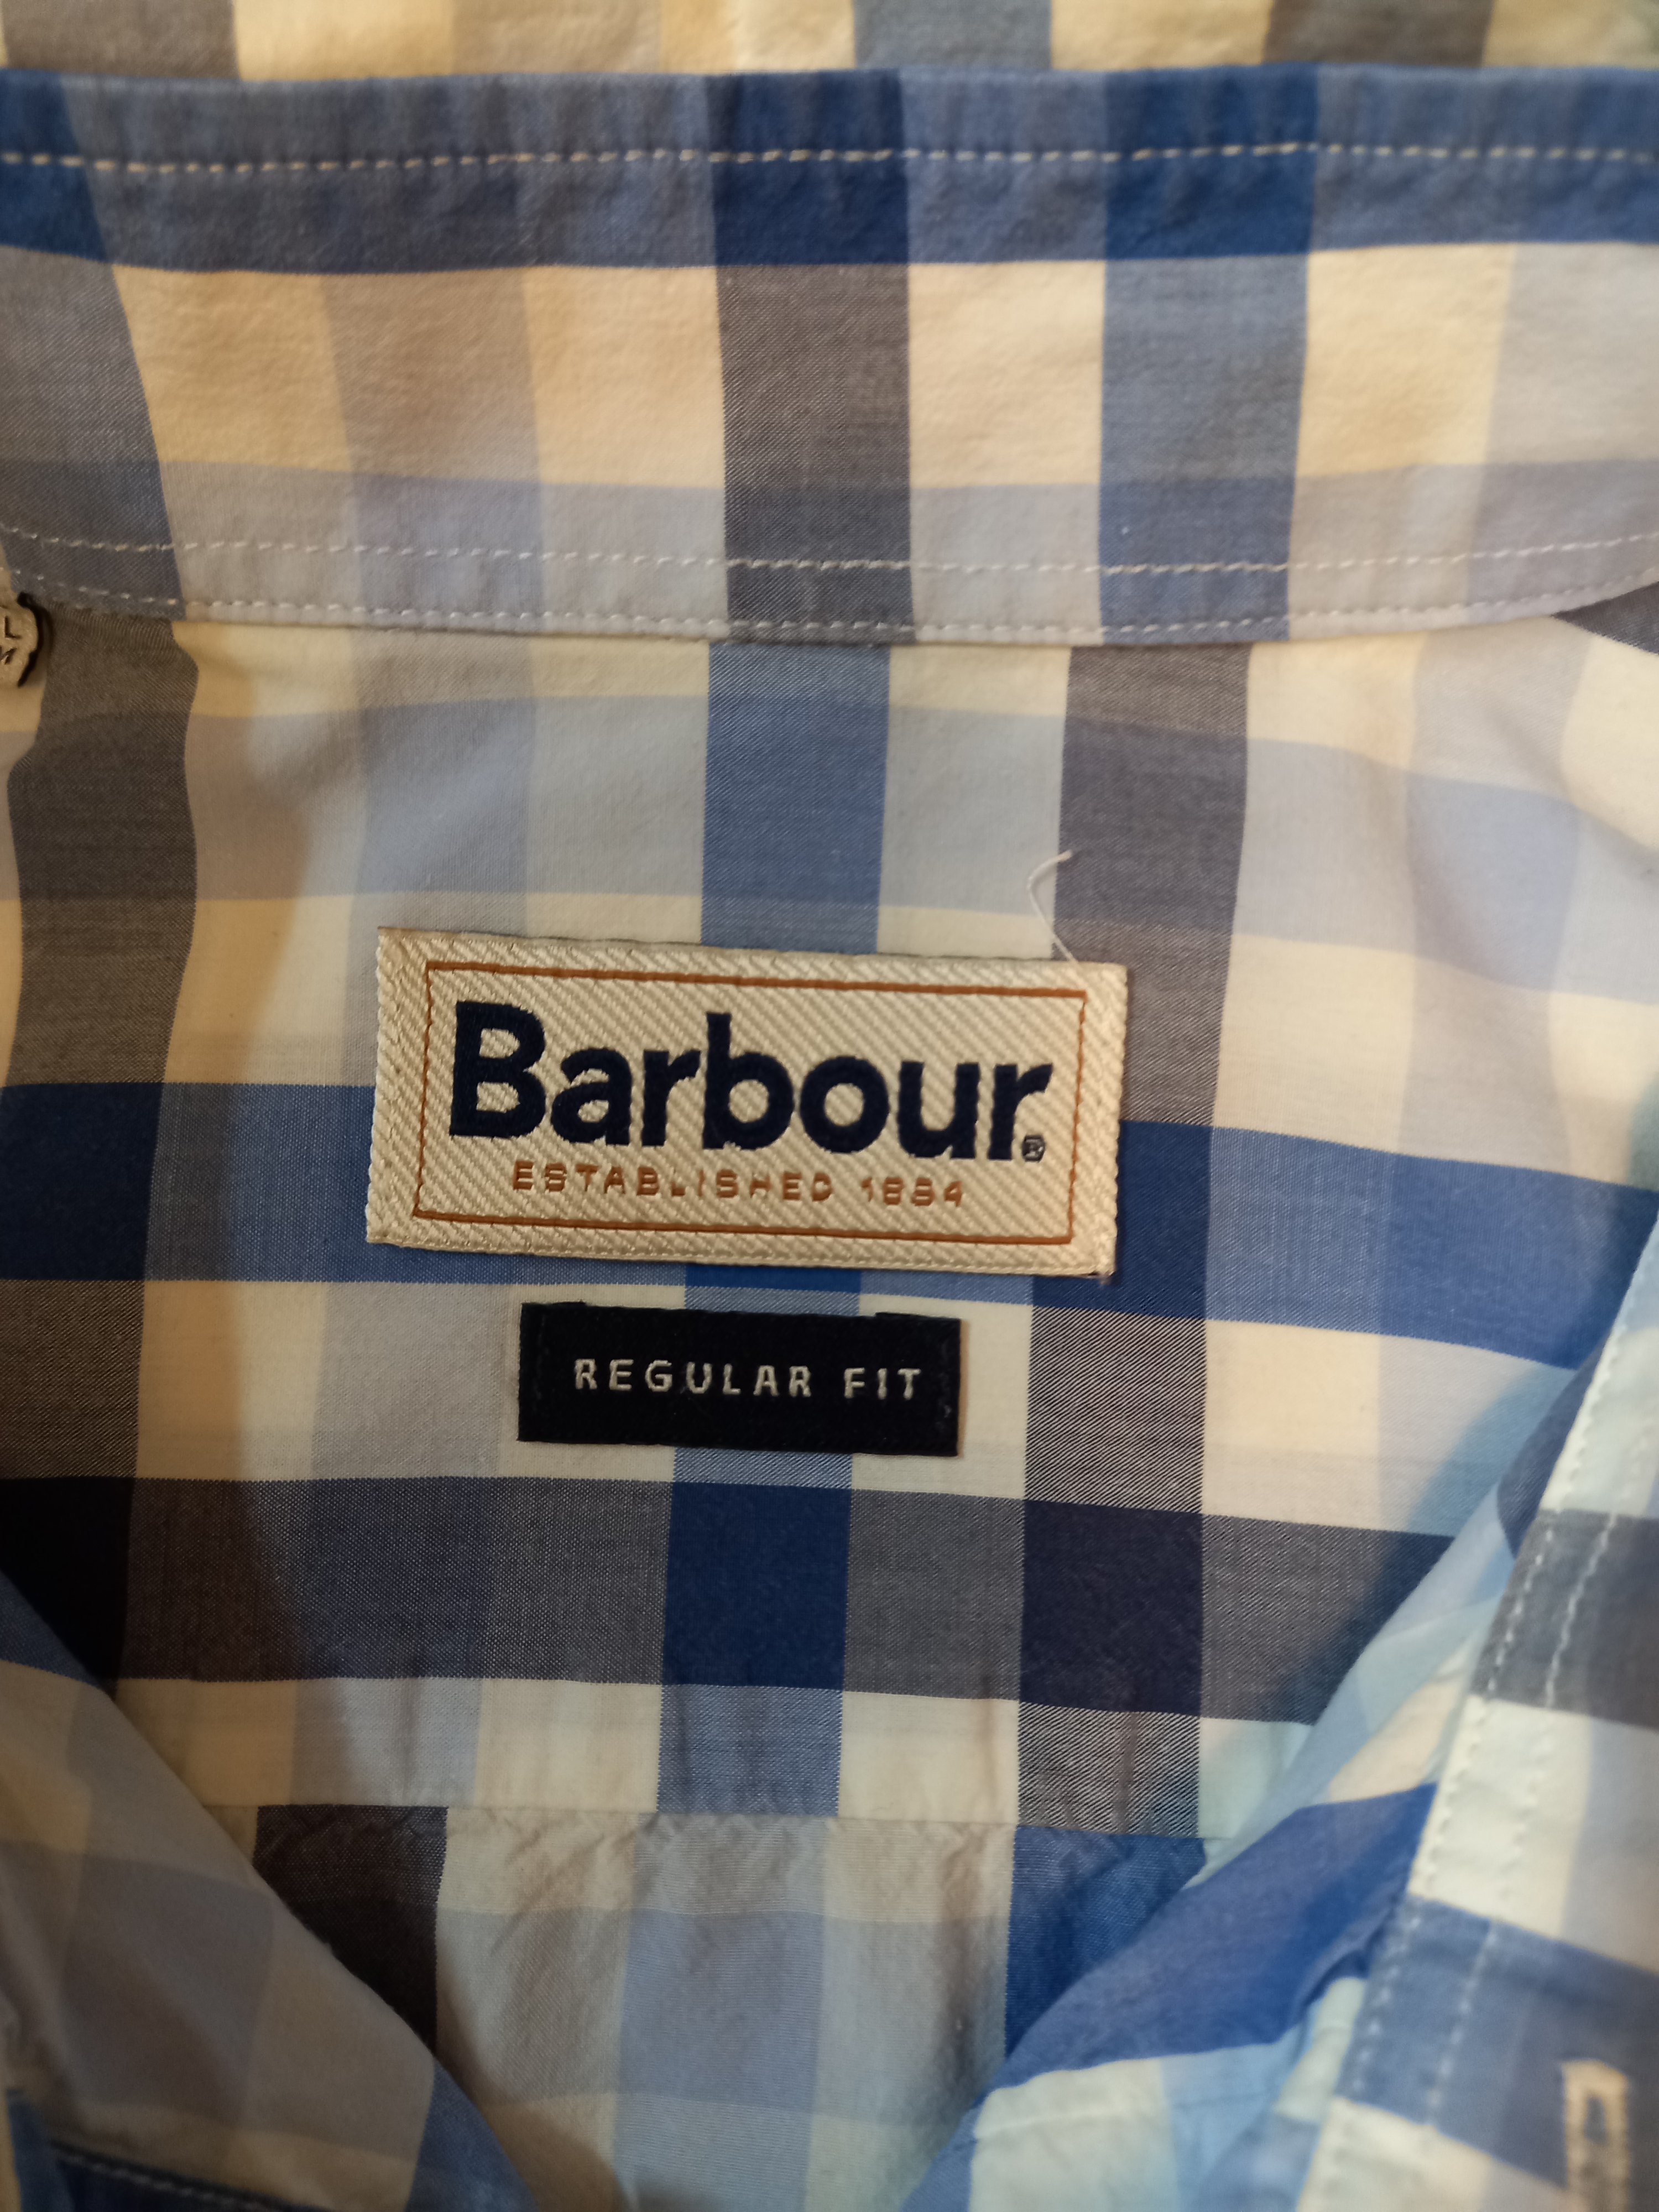 Barbour®
ESTABLISHED 1894
REGULAR FIT